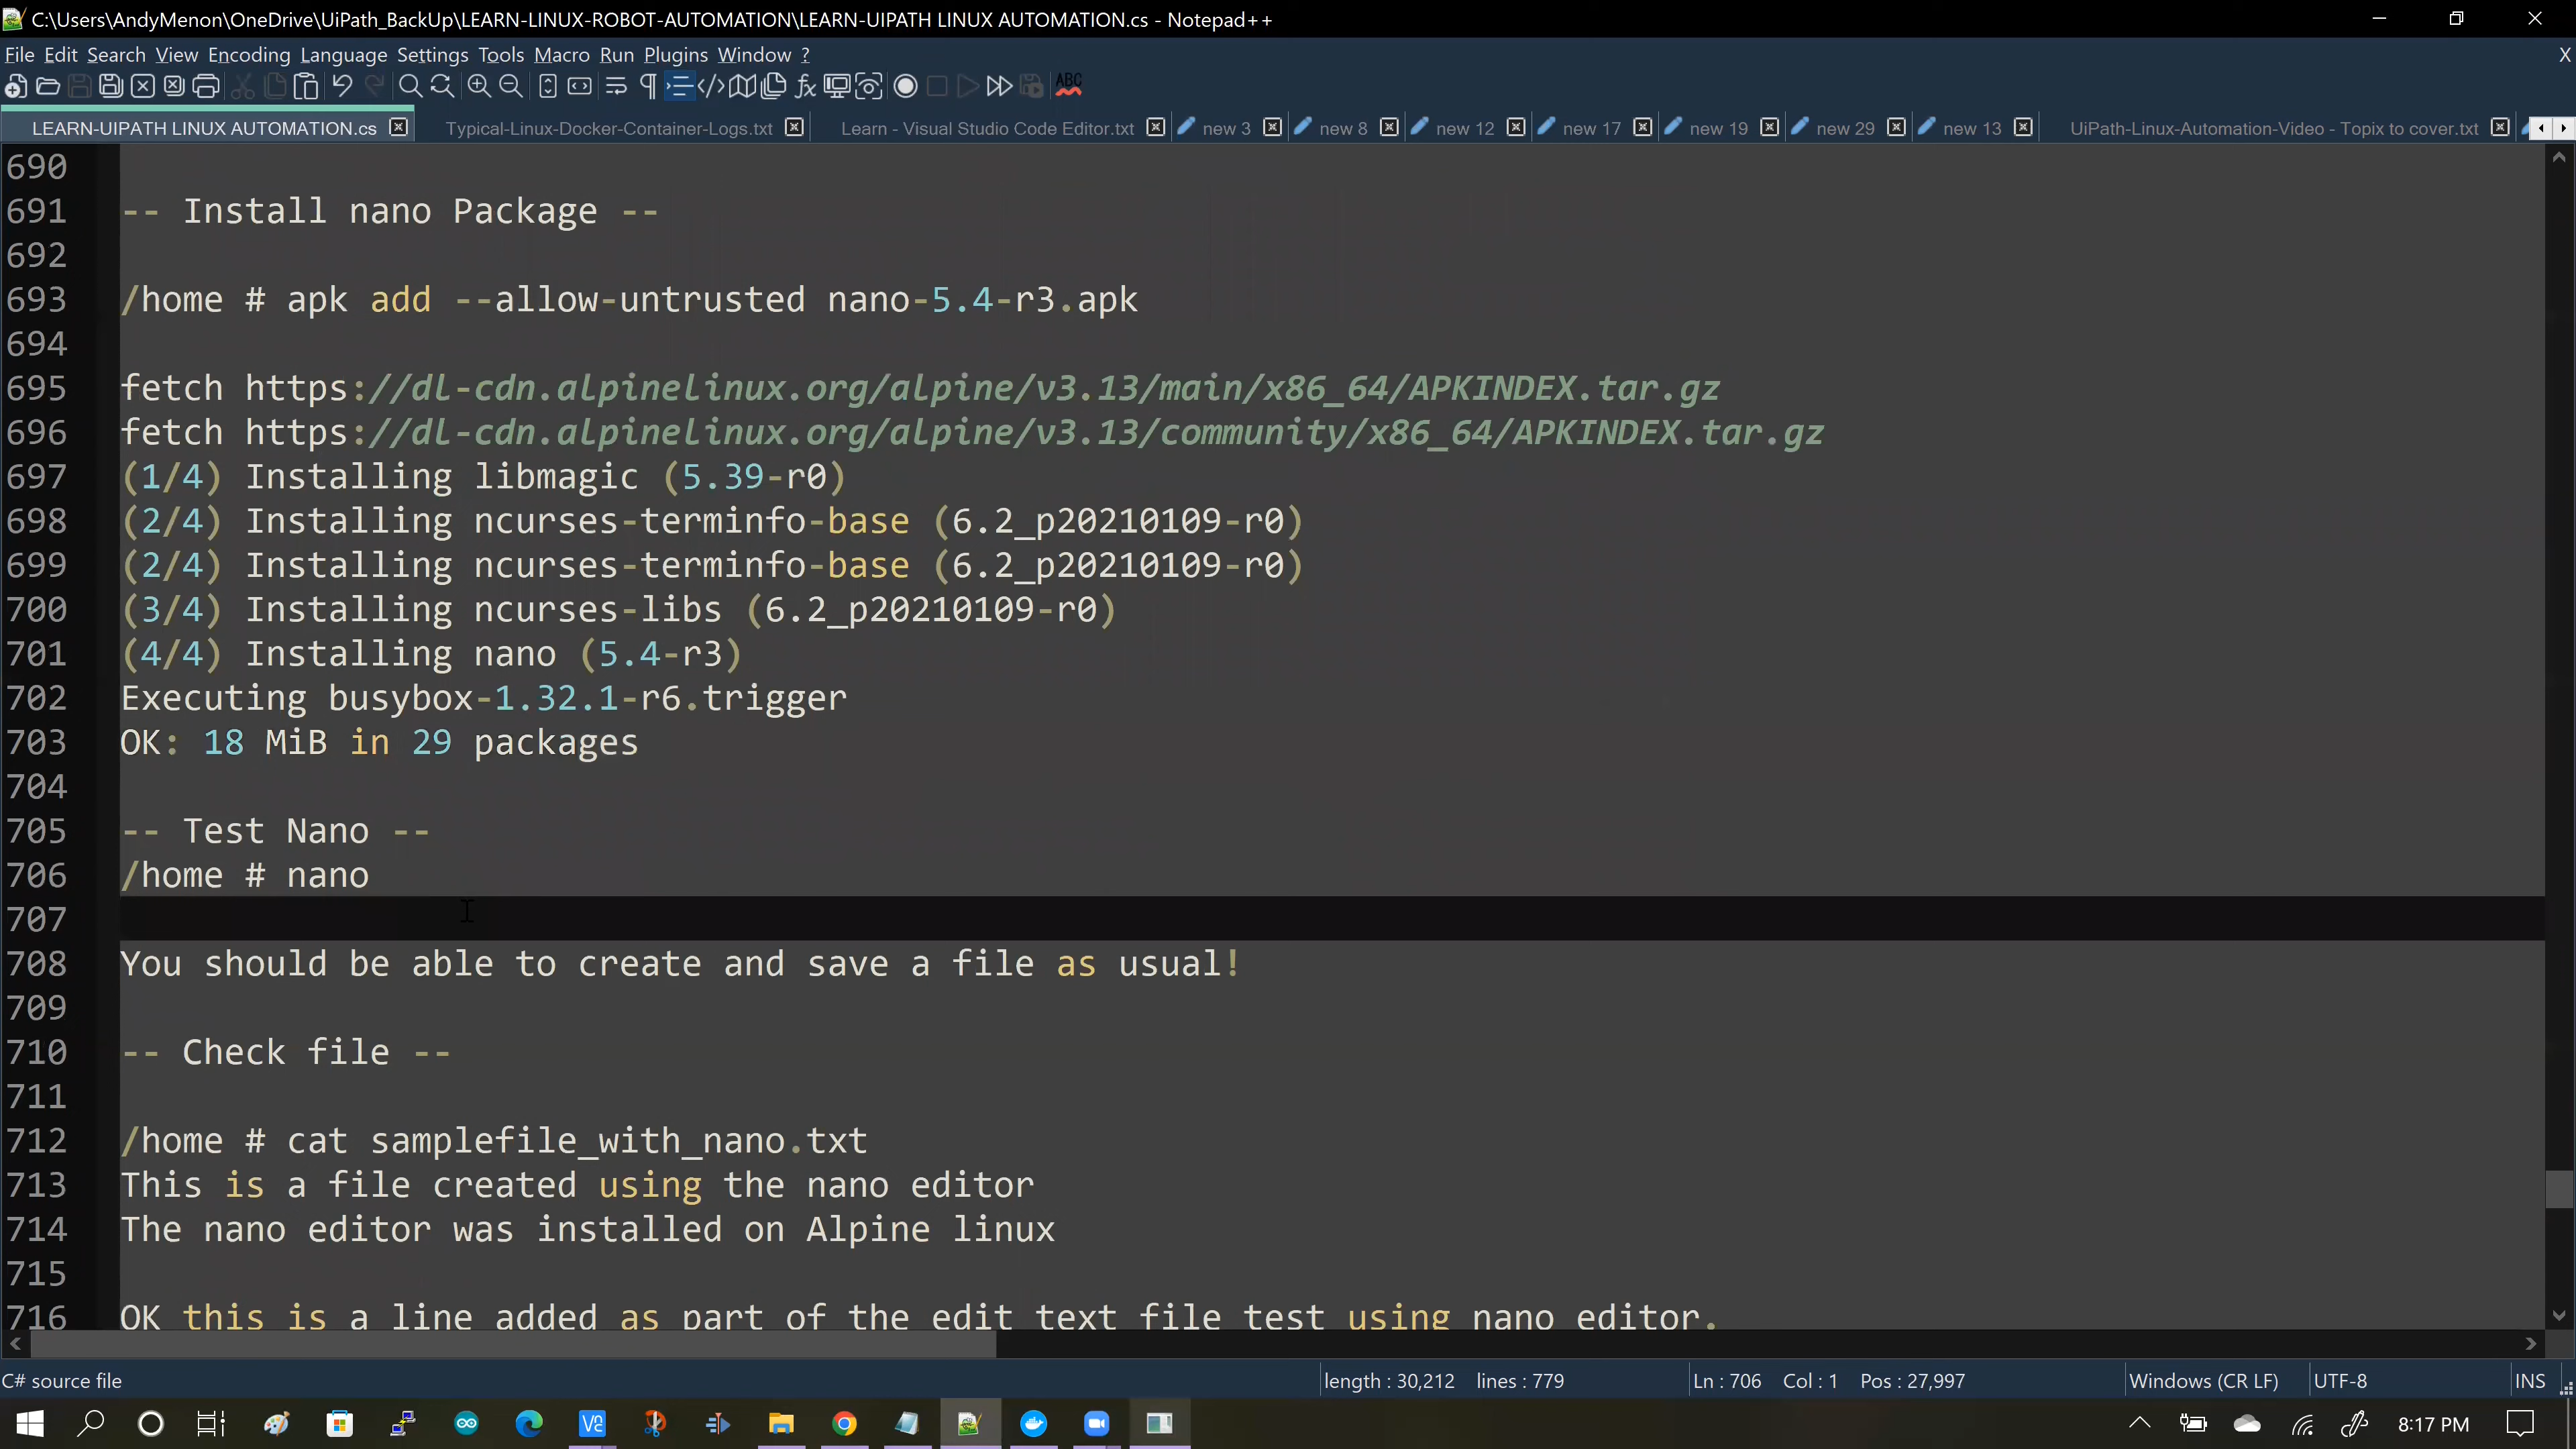 C:\Users\AndyMenon\OneDrive\UiPath_BackUp\LEARN-LINUX-ROBOT-AUTOMATION\LEARN-UIPATH LINUX AUTOMATION.cs - Notepad++
File Edit Search View Encoding Language Settings Tools Macro Run Plugins Window ? X
ABC
LEARN-UIPATH LINUX AUTOMATION.cs Typical-Linux-Docker-Container-Logs.txt Learn - Visual Studio Code Editor.txt new 3 new 8 new 12 new 17 new 19 new 29 new 13 UiPath-Linux-Automation-Video - Topix to cover.txt
690
691 -- Install nano Package --
692
693 /home # apk add --allow-untrusted nano-5.4-r3.apk
694
695 fetch https://dl-cdn.alpinelinux.org/alpine/v3.13/main/x86_64/APKINDEX.tar.gz
696 fetch https://dl-cdn.alpinelinux.org/alpine/v3.13/community/x86_64/APKINDEX.tar.gz
697 (1/4) Installing libmagic (5.39-r0)
698 (2/4) Installing ncurses-terminfo-base (6.2_p20210109-r0)
699 (2/4) Installing ncurses-terminfo-base (6.2_p20210109-r0)
700 (3/4) Installing ncurses-libs (6.2_p20210109-r0)
701 (4/4) Installing nano (5.4-r3)
702 Executing busybox-1.32.1-r6.trigger
703 OK: 18 MiB in 29 packages
704
705 -- Test Nano --
706 /home # nano
707
708 You should be able to create and save a file as usual!
709
710 -- Check file --
711
712 /home # cat samplefile_with_nano.txt
713 This is a file created using the nano editor
714 The nano editor was installed on Alpine linux
715
716 OK this is a line added as part of the edit text file test using nano editor.
C# source file length : 30,212 lines : 779 Ln : 706 Col : 1 Pos : 27,997 Windows (CR LF) UTF-8 INS
8:17 PM